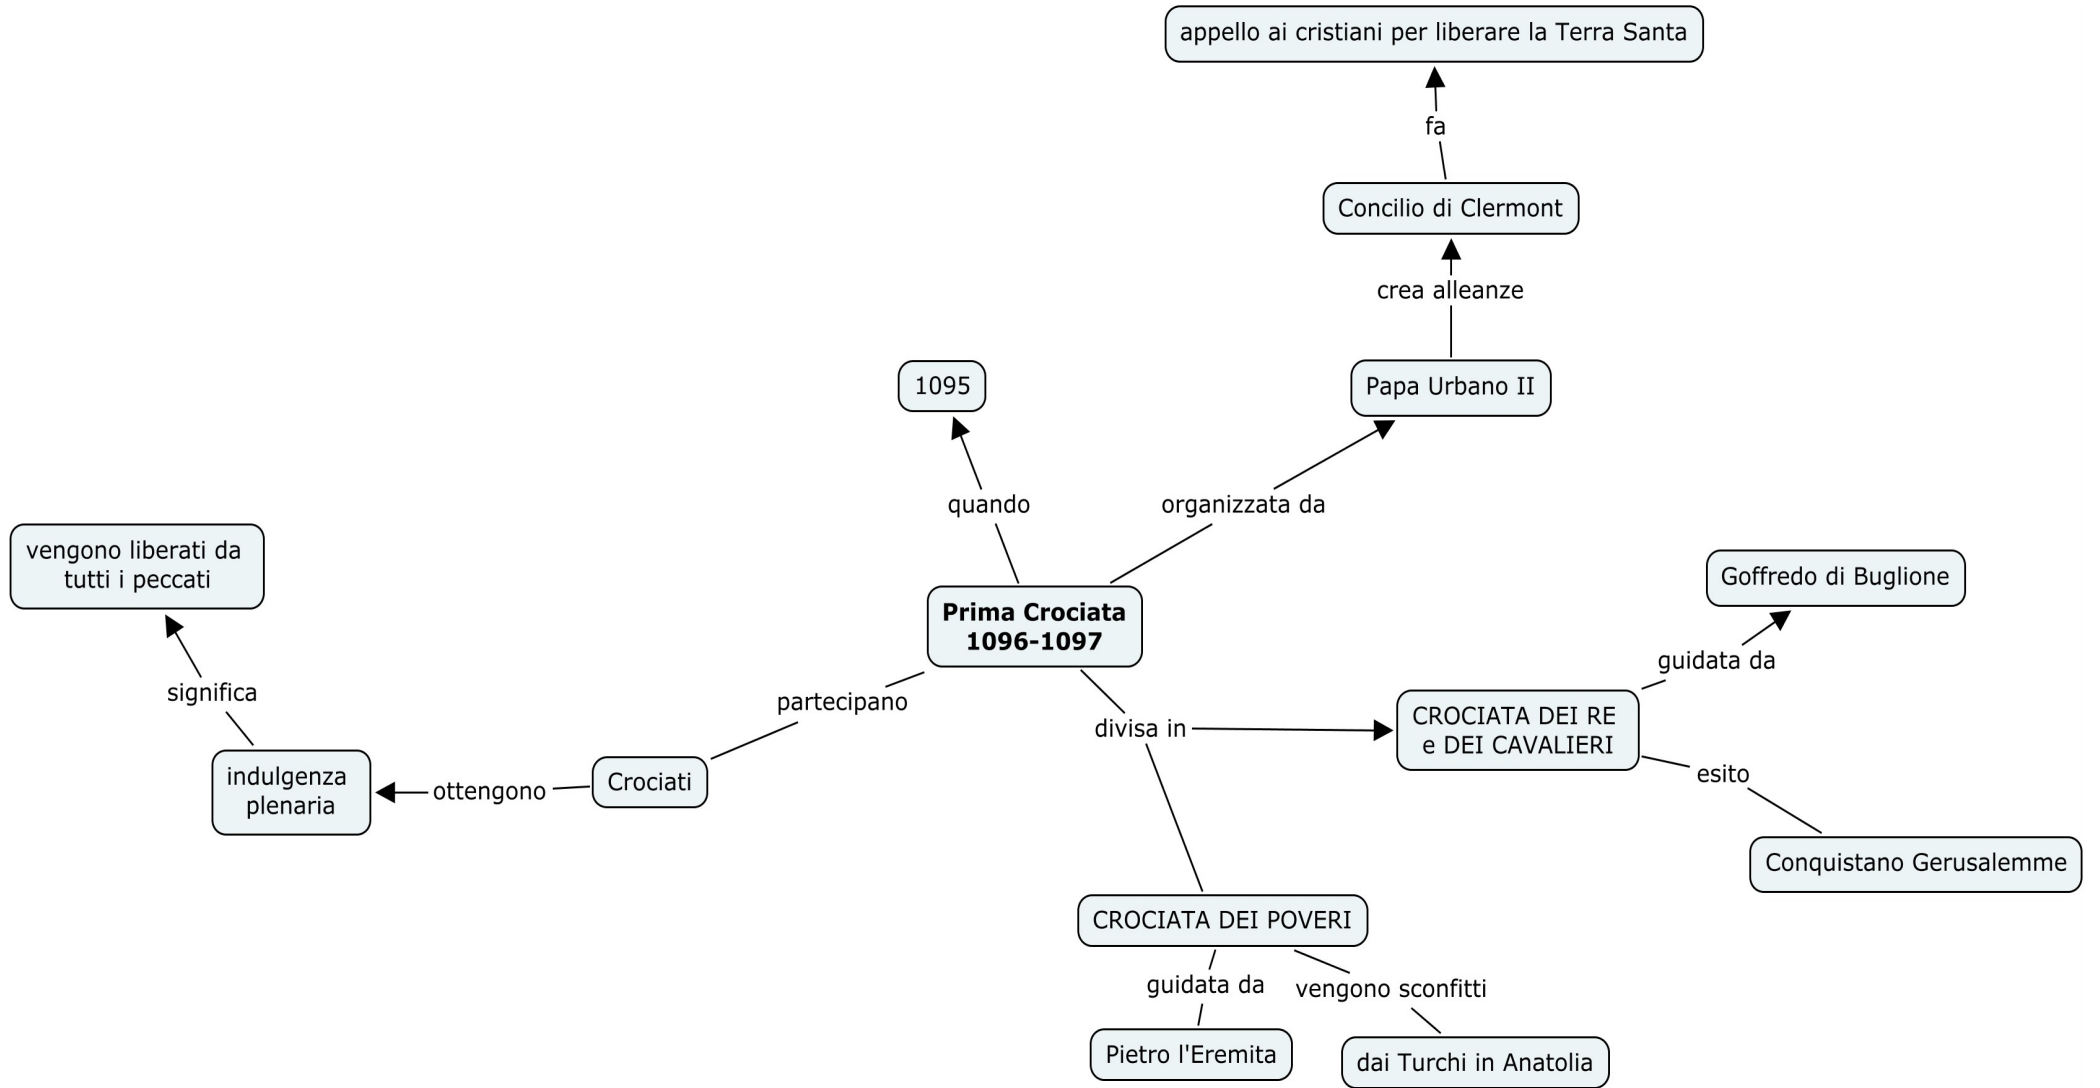 appello ai cristiani per liberare la Terra Santa
fa
Concilio di Clermont
crea alleanze
1095
Papa Urbano II
quando
organizzata da
vengono liberati da
tutti i peccati
Goffredo di Buglione
Prima Crociata
1096-1097
guidata da
significa
partecipano
divisa in
CROCIATA DEI RE
e DEI CAVALIERI
indulgenza
plenaria
ottengono
Crociati
esito
Conquistano Gerusalemme
CROCIATA DEI POVERI
guidata da
vengono sconfitti
Pietro l'Eremita
dai Turchi in Anatolia